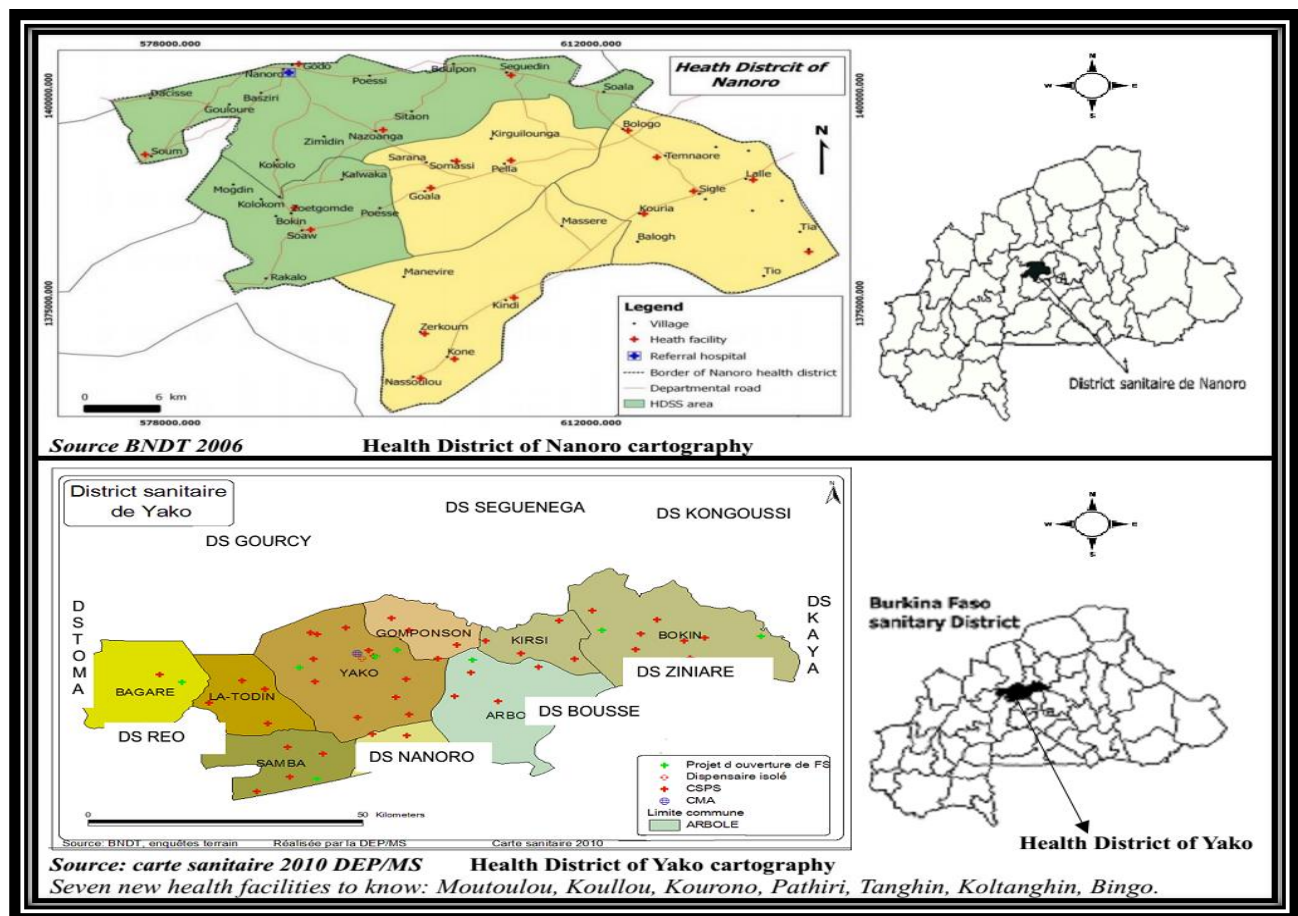 578000.000
612000.000
Heath Distrcit of
Nanoro
N
1400000.000
1400000.000
1375000.000
1375000.000
Godo
Nanoro
Poessi
Boulpon
Seguedin
Soala
Dacisse
Basziri
Gouloure
Sitaon
Nazoanga
Zimidin
Kirguilounga
Bologo
Soum
Kokolo
Sarana
Somassi
Pella
Temnaore
Lalle
Kalwaka
Mogdin
Goala
Sigle
Kolokom
Zoetgomde
Poesse
Kouria
Bokin
Massere
Soaw
Balogh
Tia
Rakalo
Manevire
Tio
Kindi
Zerkoum
Kone
Nassoulou
Legend
Village
Heath facility
Referral hospital
Border of Nanoro health district
Departmental road
HDSS area
0 6 km
578000.000
612000.000
Source BNDT 2006 Health District of Nanoro cartography
N
W E
S
District sanitaire de Nanoro
District sanitaire
de Yako
N
DS SEGUENEGA
DS KONGOUSSI
DS GOURCY
DS TOMA
DS KAYA
GOMPONSON
KIRSI
BOKIN
YAKO
DS ZINIARE
BAGARE
LA-TODIN
ARBO
DS BOUSSE
DS REO
DS NANORO
SAMBA
Projet d ouverture de FS
Dispensaire isolé
CSPS
CMA
Limite commune
ARBOLE
0 50 Kilometers
Source: BNDT, enquêtes terrain Réalisée par la DEP/MS Carte sanitaire 2010
Source: carte sanitaire 2010 DEP/MS Health District of Yako cartography
Seven new health facilities to know: Moutoulou, Koullou, Kourono, Pathiri, Tanghin, Koltanghin, Bingo.
N
W E
S
Burkina Faso
sanitary District
Health District of Yako